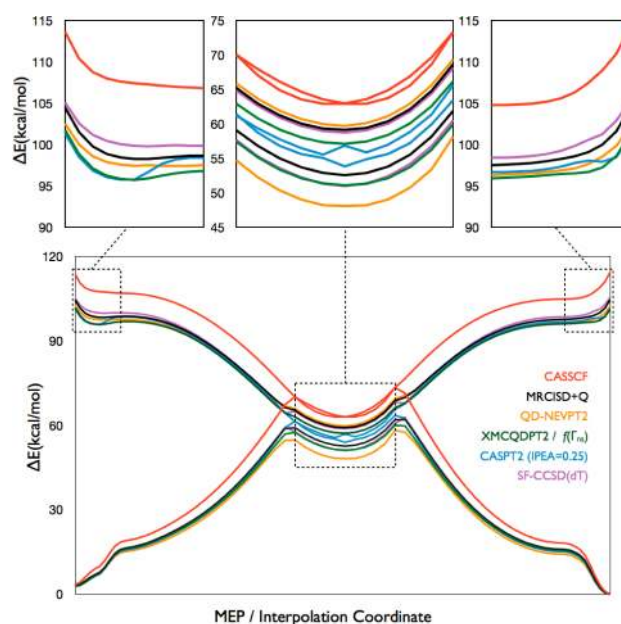 115
110
105
100
95
90
ΔE(kcal/mol)
75
70
65
60
55
50
45
115
110
105
100
95
90
120
90
60
30
0
ΔE(kcal/mol)
CASSCF
MRCISD+Q
QD-NEVPT2
XMCQDPT2 / f(Γns)
CASPT2 (IPEA=0.25)
SF-CCSD(dT)
MEP / Interpolation Coordinate